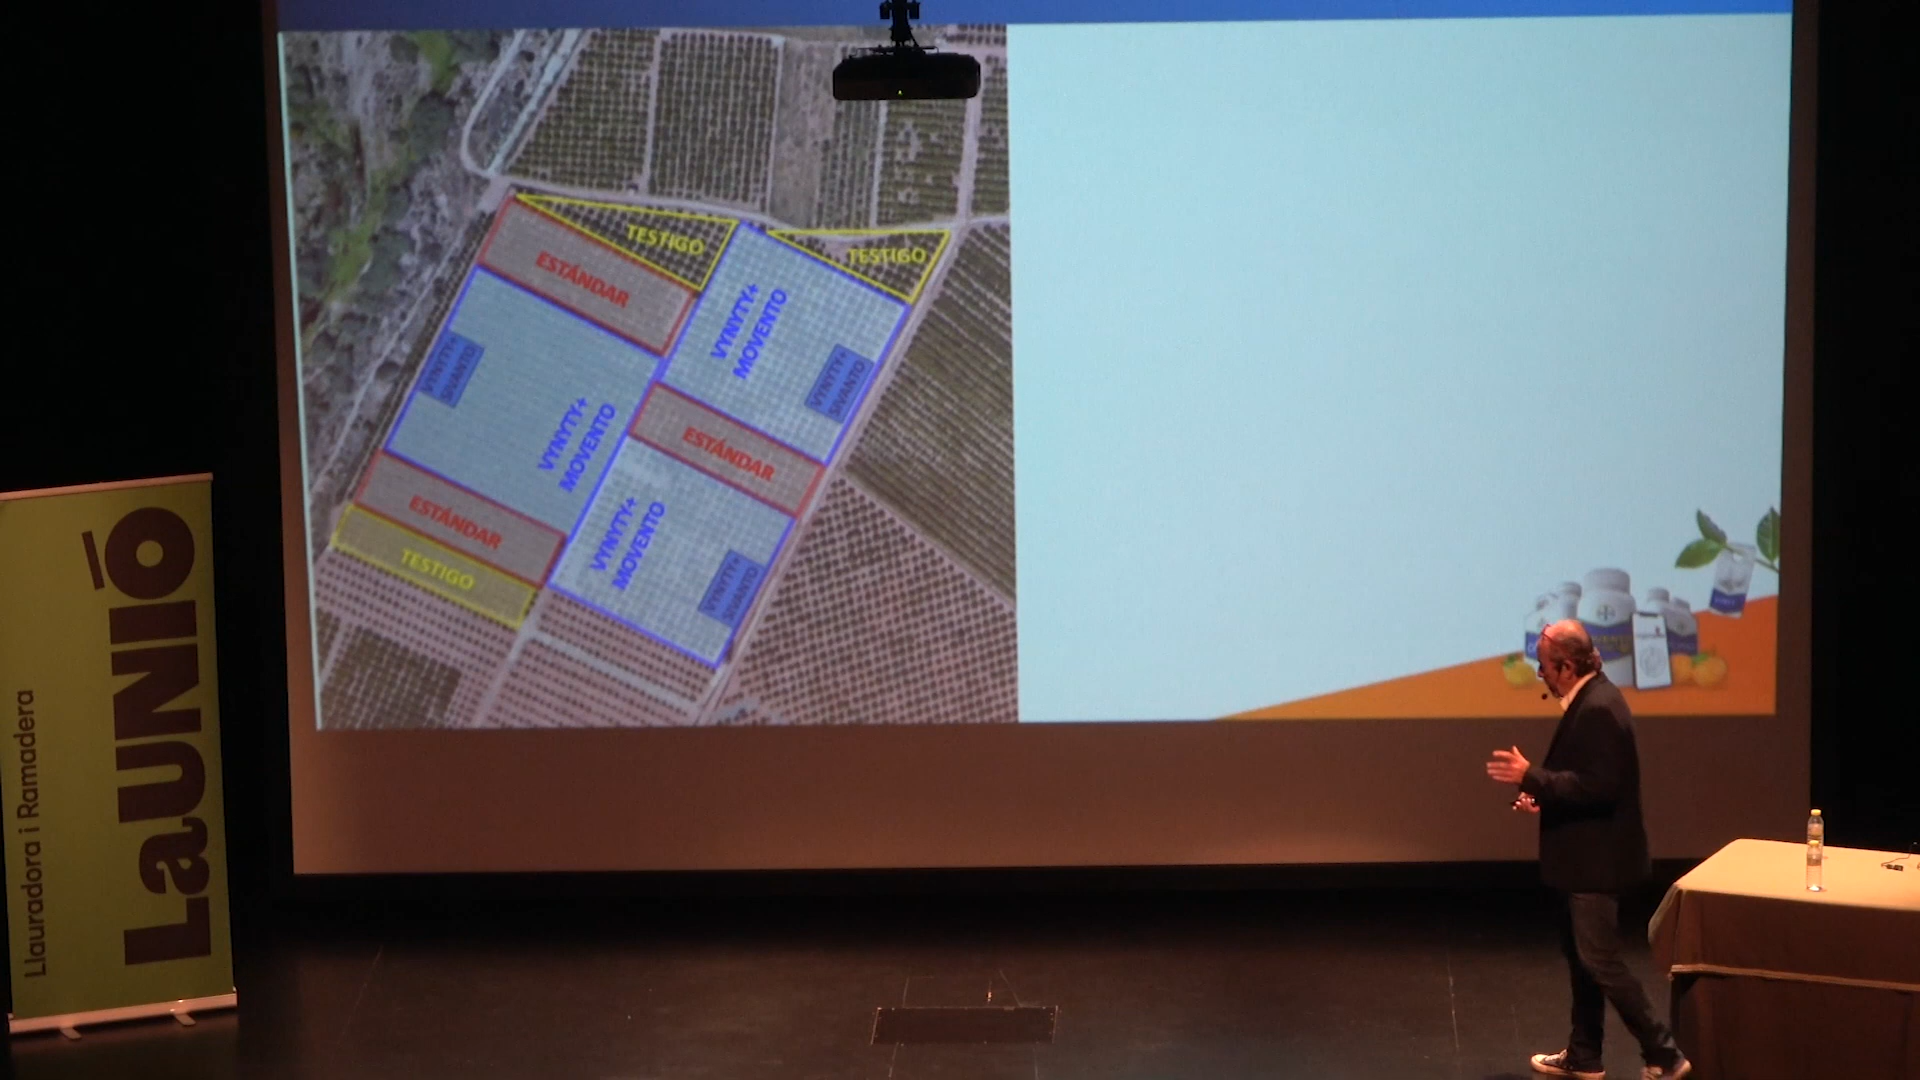 TESTIGO
TESTIGO
ESTÁNDAR
VYNYTY+
MOVENTO
VYNYTY+
SIVANTO
VYNYTY+
SIVANTO
VYNYTY+
MOVENTO
ESTÁNDAR
ESTÁNDAR
VYNYTY+
MOVENTO
TESTIGO
VYNYTY+
SIVANTO
LaUNIÓ
Llauradora i Ramadera